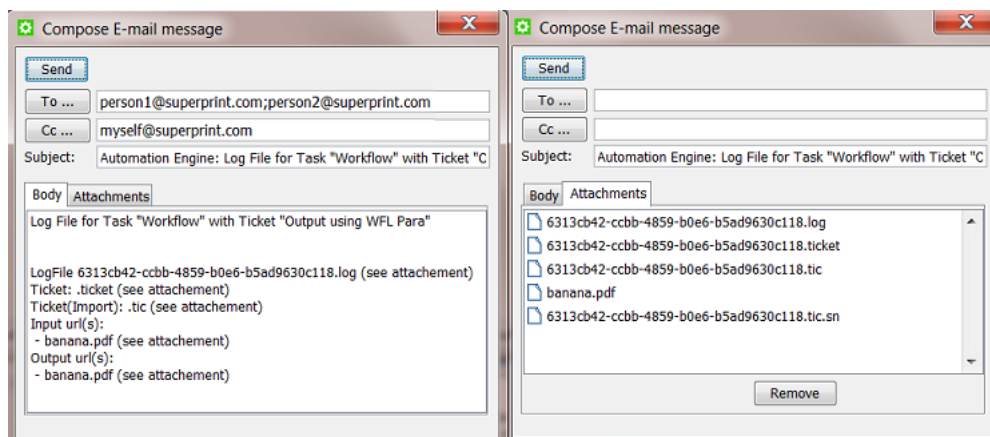 Compose E-mail message
X
Send
To ...
person1@superprint.com;person2@superprint.com
Cc ...
myself@superprint.com
Subject:
Automation Engine: Log File for Task "Workflow" with Ticket "C
Body
Attachments
Log File for Task "Workflow" with Ticket "Output using WFL Para"
LogFile 6313cb42-ccbb-4859-b0e6-b5ad9630c118.log (see attachement)
Ticket: .ticket (see attachement)
Ticket(Import): .tic (see attachement)
Input url(s):
- banana.pdf (see attachement)
Output url(s):
- banana.pdf (see attachement)
Compose E-mail message
X
Send
To ...
Cc ...
Subject:
Automation Engine: Log File for Task "Workflow" with Ticket "C
Body
Attachments
6313cb42-ccbb-4859-b0e6-b5ad9630c118.log
6313cb42-ccbb-4859-b0e6-b5ad9630c118.ticket
6313cb42-ccbb-4859-b0e6-b5ad9630c118.tic
banana.pdf
6313cb42-ccbb-4859-b0e6-b5ad9630c118.tic.sn
Remove